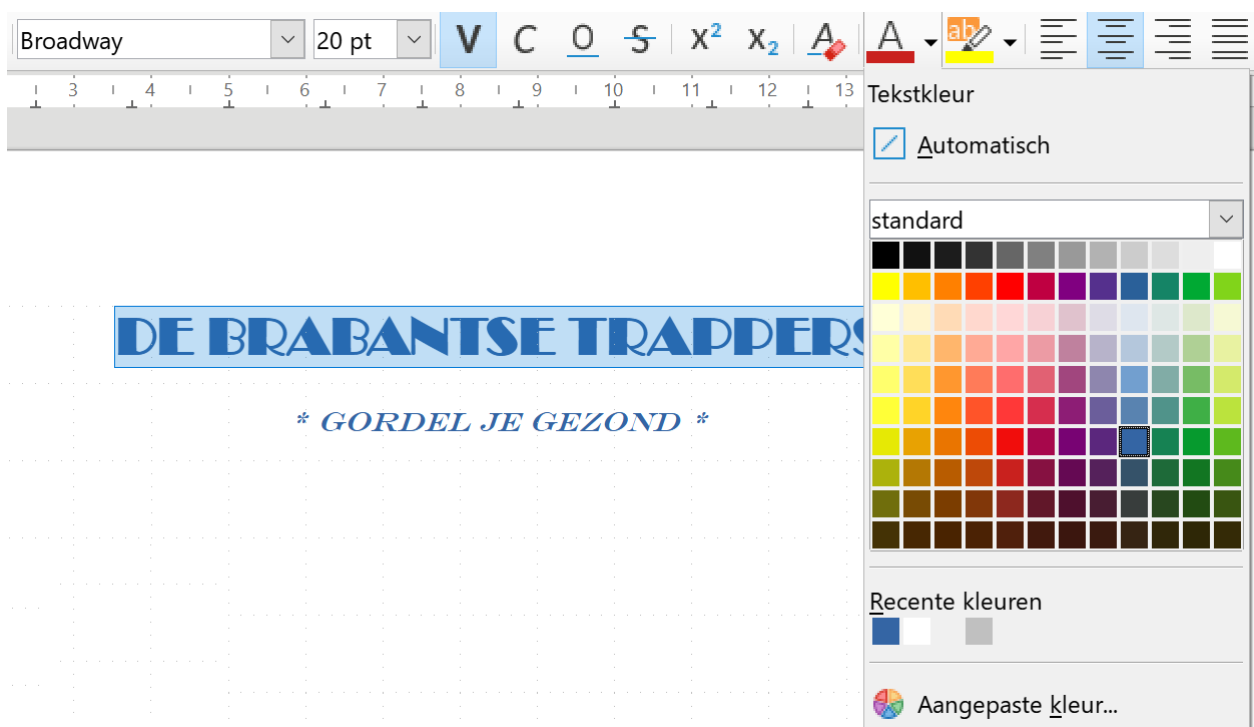 Broadway 20 pt V C O S X² X₂ A A ab
3 4 5 6 7 8 9 10 11 12 13
Tekstkleur
Automatisch
standard
DE BRABANTSE TRAPPERS
* GORDEL JE GEZOND *
Recente kleuren
Aangepaste kleur...